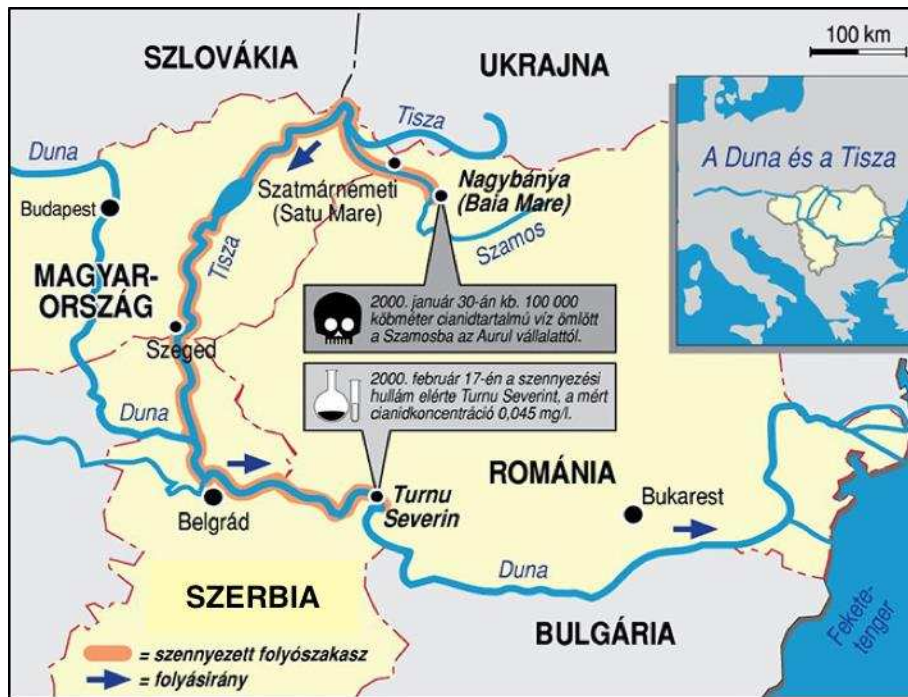 SZLOVÁKIA
UKRAJNA
100 km
Duna
Tisza
A Duna és a Tisza
Budapest
Szatmárnémeti
(Satu Mare)
Nagybánya
(Baia Mare)
Szamos
Tisza
MAGYAR-
ORSZÁG
2000. január 30-án kb. 100 000
köbméter cianidtartalmú víz ömlött
a Szamosba az Aurul vállalattól.
Szeged
2000. február 17-én a szennyezési
hullám elérte Turnu Severint, a mért
cianidkoncentráció 0,045 mg/l.
Duna
ROMÁNIA
Belgrád
Turnu
Severin
Bukarest
Duna
SZERBIA
BULGÁRIA
Fekete-
tenger
= szennyezett folyószakasz
= folyásirány